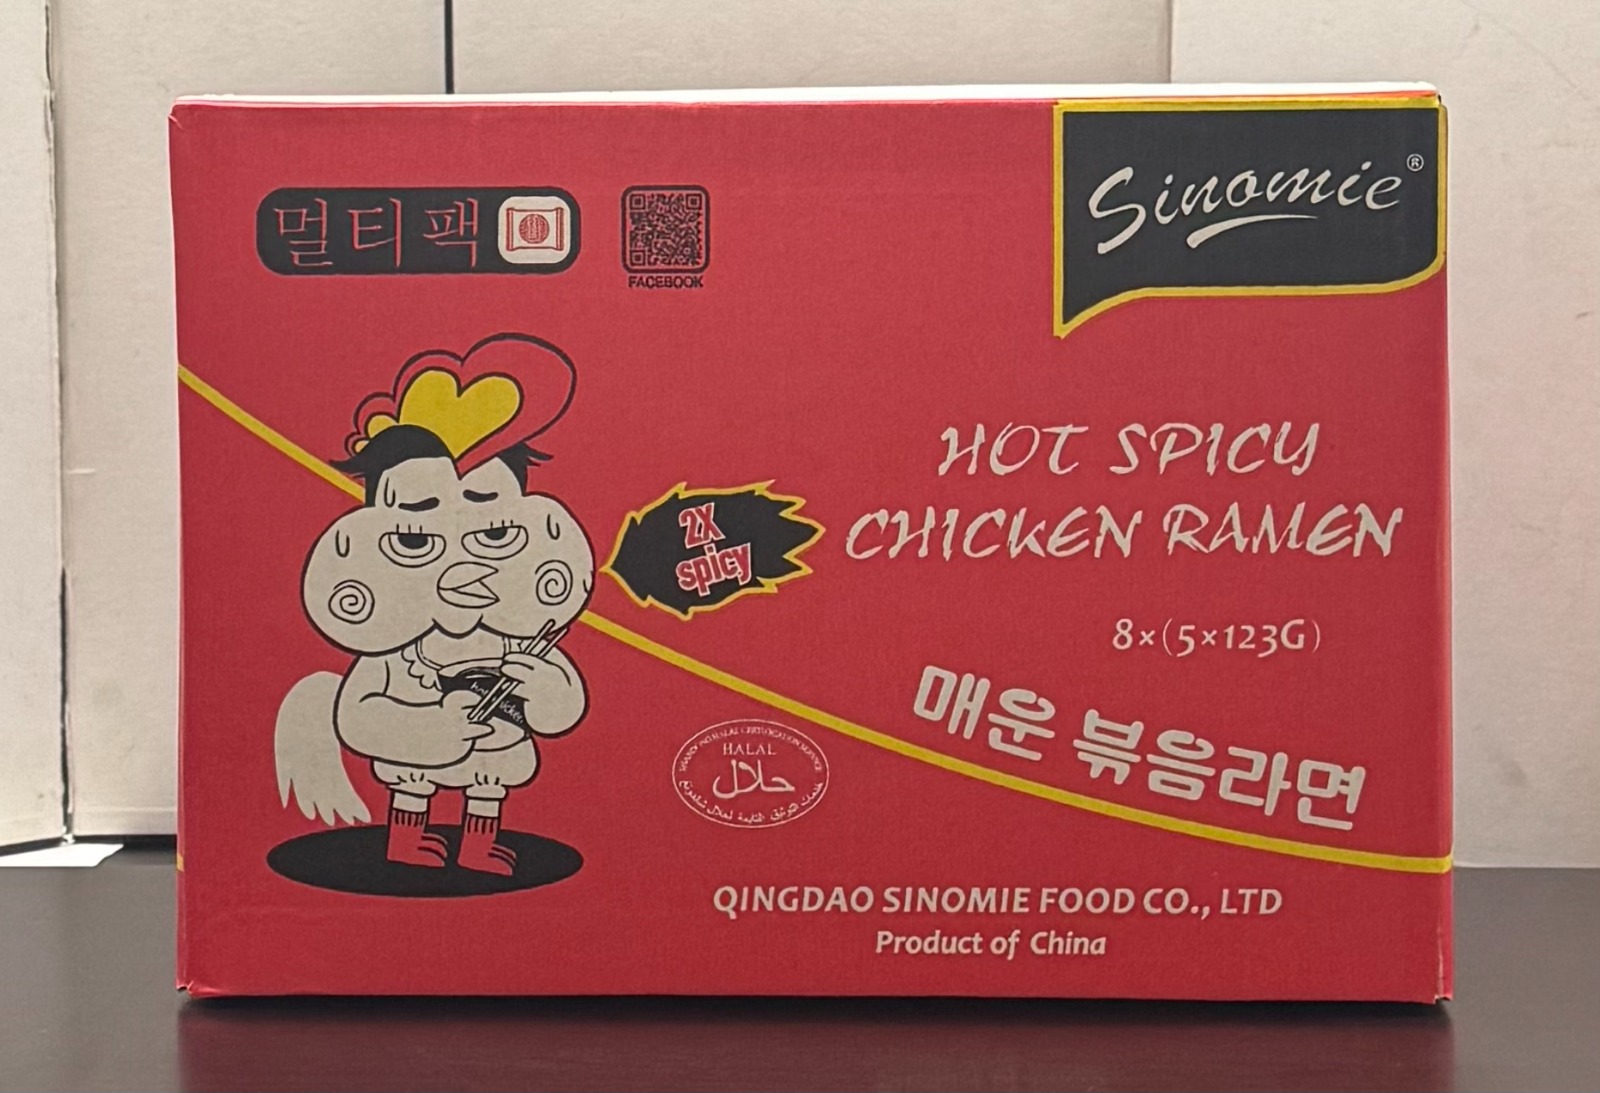 멀티팩
FACEBOOK
Sinomie®
HOT SPICY
CHICKEN RAMEN
2X
spicy
8×(5×123G)
매운 볶음라면
HALAL
حلال
QINGDAO SINOMIE FOOD CO., LTD
Product of China